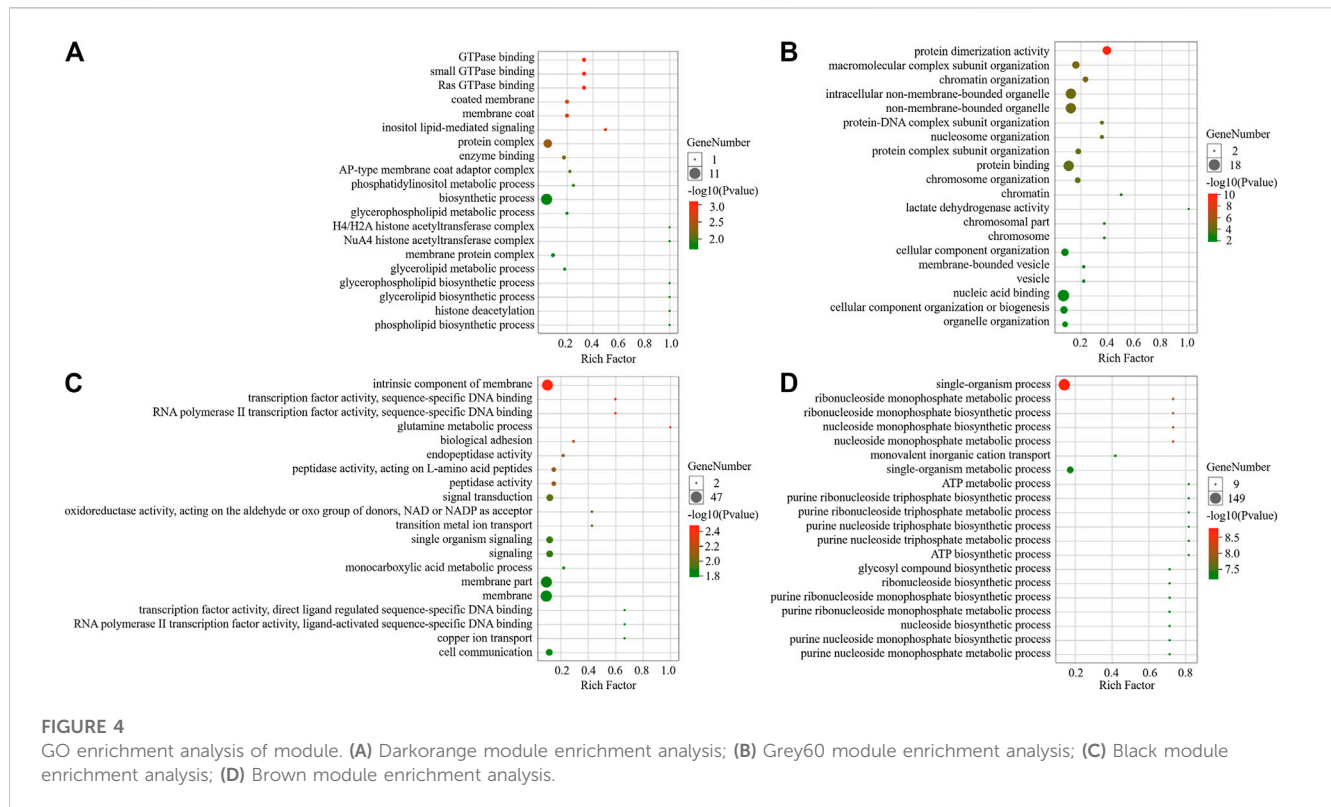 A
GTPase binding
small GTPase binding
Ras GTPase binding
coated membrane
membrane coat
inositol lipid-mediated signaling
protein complex
enzyme binding
AP-type membrane coat adaptor complex
phosphatidylinositol metabolic process
biosynthetic process
glycerophospholipid metabolic process
H4/H2A histone acetyltransferase complex
NuA4 histone acetyltransferase complex
membrane protein complex
glycerolipid metabolic process
glycerophospholipid biosynthetic process
glycerolipid biosynthetic process
histone deacetylation
phospholipid biosynthetic process
0.2 0.4 0.6 0.8 1.0
Rich Factor
GeneNumber
1
11
-log10(Pvalue)
3.0
2.5
2.0
B
protein dimerization activity
macromolecular complex subunit organization
chromatin organization
intracellular non-membrane-bounded organelle
non-membrane-bounded organelle
protein-DNA complex subunit organization
nucleosome organization
protein complex subunit organization
protein binding
chromosome organization
chromatin
lactate dehydrogenase activity
chromosomal part
chromosome
cellular component organization
membrane-bounded vesicle
vesicle
nucleic acid binding
cellular component organization or biogenesis
organelle organization
0.2 0.4 0.6 0.8 1.0
Rich Factor
GeneNumber
2
18
-log10(Pvalue)
10
8
6
4
2
C
intrinsic component of membrane
transcription factor activity, sequence-specific DNA binding
RNA polymerase II transcription factor activity, sequence-specific DNA binding
glutamine metabolic process
biological adhesion
endopeptidase activity
peptidase activity, acting on L-amino acid peptides
peptidase activity
signal transduction
oxidoreductase activity, acting on the aldehyde or oxo group of donors, NAD or NADP as acceptor
transition metal ion transport
single organism signaling
signaling
monocarboxylic acid metabolic process
membrane part
membrane
transcription factor activity, direct ligand regulated sequence-specific DNA binding
RNA polymerase II transcription factor activity, ligand-activated sequence-specific DNA binding
copper ion transport
cell communication
0.2 0.4 0.6 0.8 1.0
Rich Factor
GeneNumber
2
47
-log10(Pvalue)
2.4
2.2
2.0
1.8
D
single-organism process
ribonucleoside monophosphate metabolic process
ribonucleoside monophosphate biosynthetic process
nucleoside monophosphate biosynthetic process
nucleoside monophosphate metabolic process
monovalent inorganic cation transport
single-organism metabolic process
ATP metabolic process
purine ribonucleoside triphosphate biosynthetic process
purine ribonucleoside triphosphate metabolic process
purine nucleoside triphosphate biosynthetic process
purine nucleoside triphosphate metabolic process
ATP biosynthetic process
glycosyl compound biosynthetic process
ribonucleoside biosynthetic process
purine ribonucleoside monophosphate biosynthetic process
purine ribonucleoside monophosphate metabolic process
nucleoside biosynthetic process
purine nucleoside monophosphate biosynthetic process
purine nucleoside monophosphate metabolic process
0.2 0.4 0.6 0.8
Rich Factor
GeneNumber
9
149
-log10(Pvalue)
8.5
8.0
7.5
FIGURE 4
GO enrichment analysis of module. (A) Darkorange module enrichment analysis; (B) Grey60 module enrichment analysis; (C) Black module
enrichment analysis; (D) Brown module enrichment analysis.